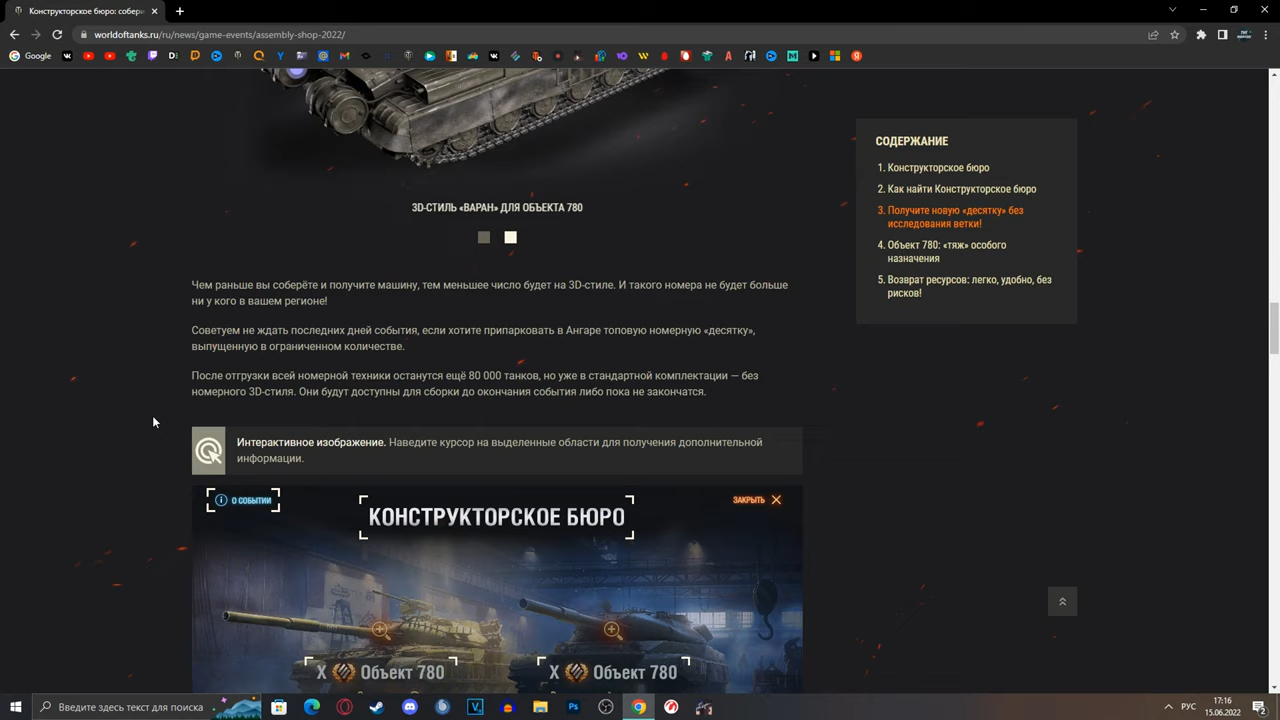 Конструкторское бюро: соберит
worldoftanks.ru/ru/news/game-events/assembly-shop-2022/
Google
3D-СТИЛЬ «ВАРАН» ДЛЯ ОБЪЕКТА 780
Чем раньше вы соберёте и получите машину, тем меньшее число будет на 3D-стиле. И такого номера не будет больше
ни у кого в вашем регионе!
Советуем не ждать последних дней события, если хотите припарковать в Ангаре топовую номерную «десятку»,
выпущенную в ограниченном количестве.
После отгрузки всей номерной техники останутся ещё 80 000 танков, но уже в стандартной комплектации — без
номерного 3D-стиля. Они будут доступны для сборки до окончания события либо пока не закончатся.
Интерактивное изображение. Наведите курсор на выделенные области для получения дополнительной
информации.
О СОБЫТИИ
КОНСТРУКТОРСКОЕ БЮРО
ЗАКРЫТЬ
X Объект 780
X Объект 780
СОДЕРЖАНИЕ
1. Конструкторское бюро
2. Как найти Конструкторское бюро
3. Получите новую «десятку» без
исследования ветки!
4. Объект 780: «тяж» особого
назначения
5. Возврат ресурсов: легко, удобно, без
рисков!
Введите здесь текст для поиска
РУС
17:16
15.06.2022
2